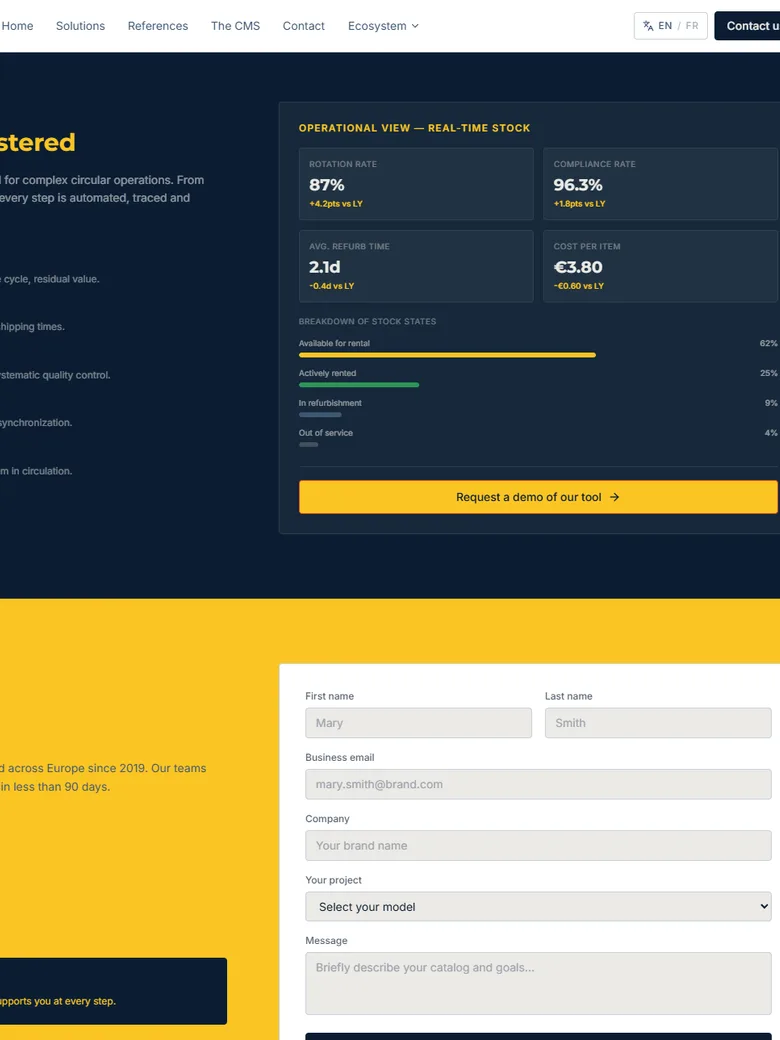 Home Solutions References The CMS Contact Ecosystem EN / FR Contact u
stered
for complex circular operations. From
every step is automated, traced and
cycle, residual value.
hipping times.
stematic quality control.
synchronization.
m in circulation.
OPERATIONAL VIEW — REAL-TIME STOCK
ROTATION RATE
87%
+4.2pts vs LY
COMPLIANCE RATE
96.3%
+1.8pts vs LY
AVG. REFURB TIME
2.1d
-0.4d vs LY
COST PER ITEM
€3.80
-€0.60 vs LY
BREAKDOWN OF STOCK STATES
Available for rental 62%
Actively rented 25%
In refurbishment 9%
Out of service 4%
Request a demo of our tool →
d across Europe since 2019. Our teams
in less than 90 days.
upports you at every step.
First name
Mary
Last name
Smith
Business email
mary.smith@brand.com
Company
Your brand name
Your project
Select your model
Message
Briefly describe your catalog and goals...